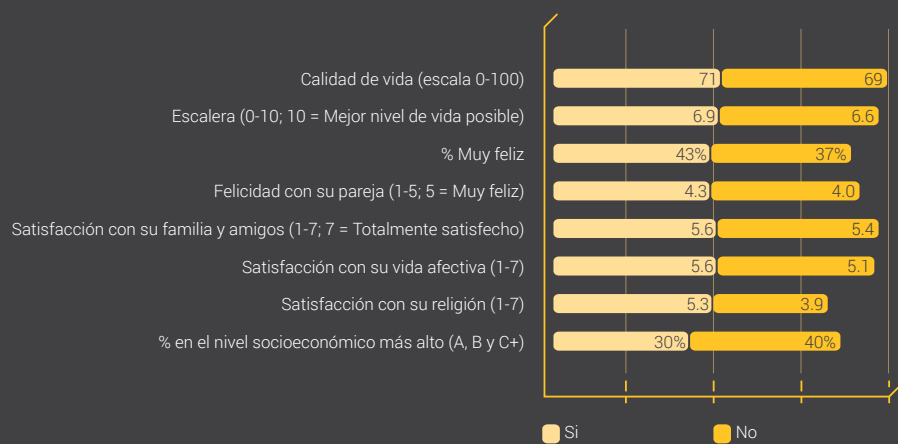 Calidad de vida (escala 0-100) 71 69
Escalera (0-10; 10 = Mejor nivel de vida posible) 6.9 6.6
% Muy feliz 43% 37%
Felicidad con su pareja (1-5; 5 = Muy feliz) 4.3 4.0
Satisfacción con su familia y amigos (1-7; 7 = Totalmente satisfecho) 5.6 5.4
Satisfacción con su vida afectiva (1-7) 5.6 5.1
Satisfacción con su religión (1-7) 5.3 3.9
% en el nivel socioeconómico más alto (A, B y C+) 30% 40%
Si No